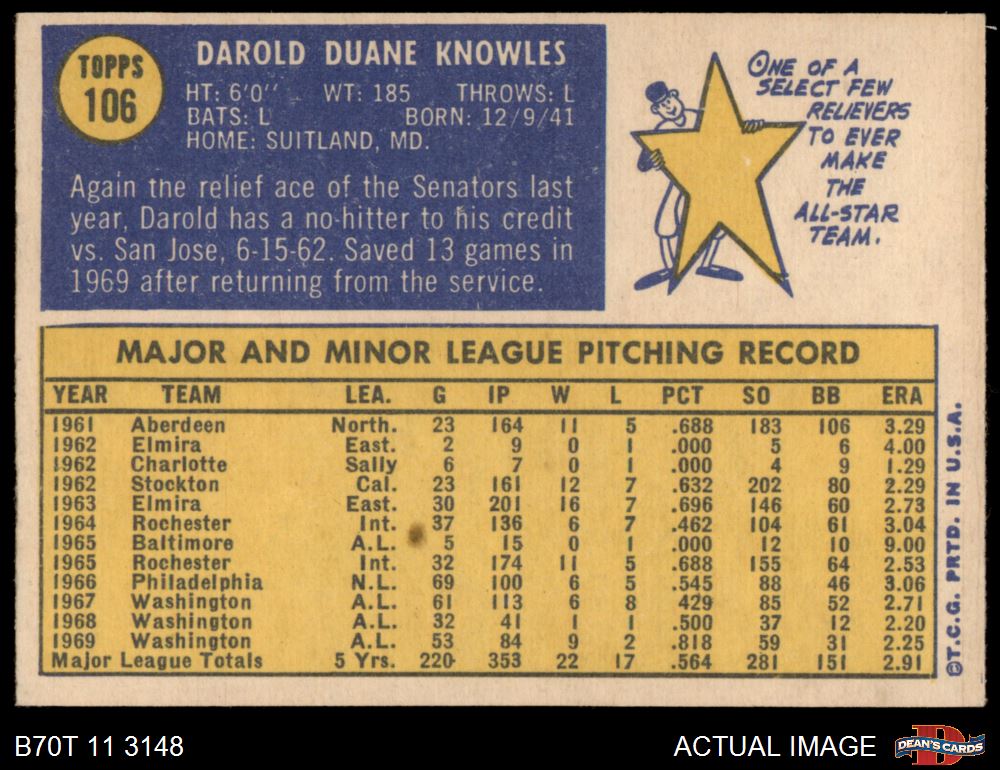 TOPPS
106
DAROLD DUANE KNOWLES
HT: 6'0'' WT: 185 THROWS: L
BATS: L BORN: 12/9/41
HOME: SUITLAND, MD.
Again the relief ace of the Senators last
year, Darold has a no-hitter to his credit
vs. San Jose, 6-15-62. Saved 13 games in
1969 after returning from the service.
ONE OF A
SELECT FEW
RELIEVERS
TO EVER
MAKE
THE
ALL-STAR
TEAM.
MAJOR AND MINOR LEAGUE PITCHING RECORD
YEAR TEAM LEA. G IP W L PCT SO BB ERA
1961 Aberdeen North. 23 164 11 5 .688 183 106 3.29
1962 Elmira East. 2 9 0 1 .000 5 6 4.00
1962 Charlotte Sally 6 7 0 1 .000 4 9 1.29
1962 Stockton Cal. 23 161 12 7 .632 202 80 2.29
1963 Elmira East. 30 201 16 7 .696 146 60 2.73
1964 Rochester Int. 37 136 6 7 .462 104 61 3.04
1965 Baltimore A.L. 5 15 0 1 .000 12 10 9.00
1965 Rochester Int. 32 174 11 5 .688 155 64 2.53
1966 Philadelphia N.L. 69 100 6 5 .545 88 46 3.06
1967 Washington A.L. 61 113 6 8 429 85 52 2.71
1968 Washington A.L. 32 41 1 1 .500 37 12 2.20
1969 Washington A.L. 53 84 9 2 .818 59 31 2.25
Major League Totals 5 Yrs. 220 353 22 17 .564 281 151 2.91
©T.C.G. PRTD. IN U.S.A.
B70T 11 3148
ACTUAL IMAGE
D
DEAN'S CARDS